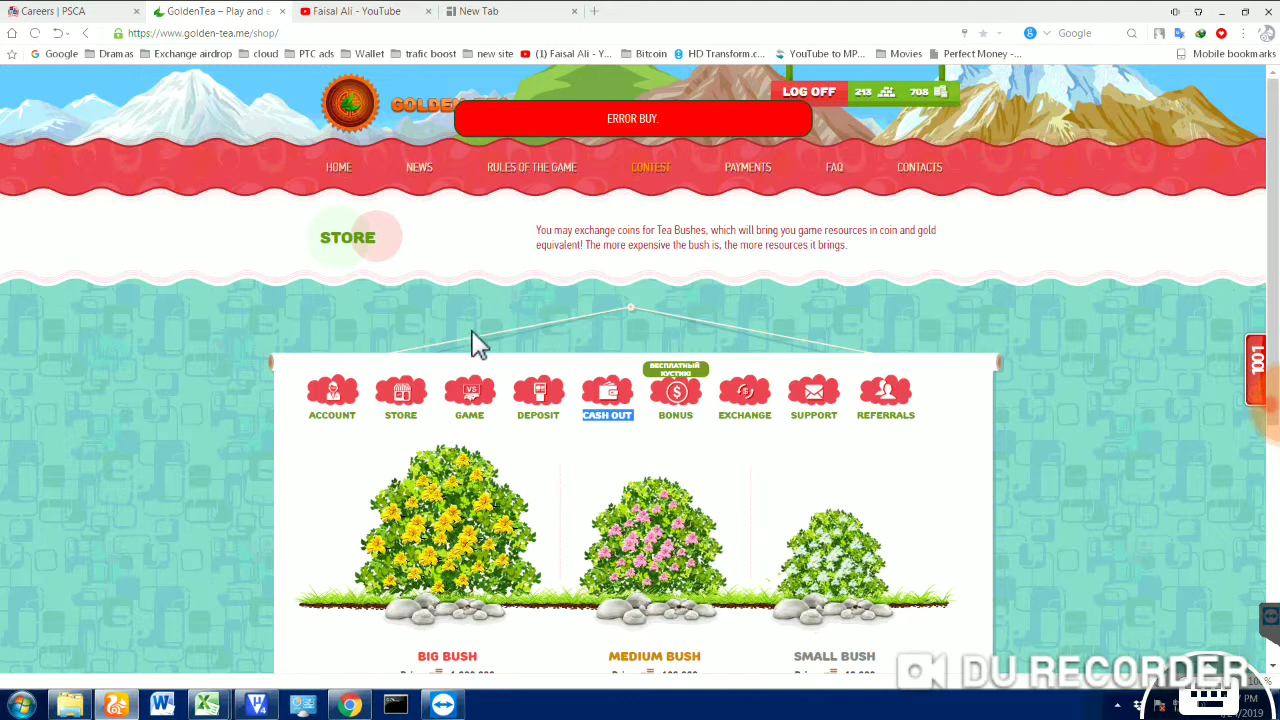 Careers | PSCA
GoldenTea – Play and e
Faisal Ali - YouTube
New Tab
https://www.golden-tea.me/shop/
Google
Google
Dramas
Exchange airdrop
cloud
PTC ads
Wallet
trafic boost
new site
(1) Faisal Ali - Y...
Bitcoin
HD Transform.c...
YouTube to MP...
Movies
Perfect Money -...
Mobile bookmarks
LOG OFF
213
708
ERROR BUY.
HOME
NEWS
RULES OF THE GAME
CONTEST
PAYMENTS
FAQ
CONTACTS
STORE
You may exchange coins for Tea Bushes, which will bring you game resources in coin and gold
equivalent! The more expensive the bush is, the more resources it brings.
1001
БЕСПЛАТНЫЙ
КУСТИК!
VS
ACCOUNT
STORE
GAME
DEPOSIT
CASH OUT
BONUS
EXCHANGE
SUPPORT
REFERRALS
BIG BUSH
MEDIUM BUSH
SMALL BUSH
DU RECORDER